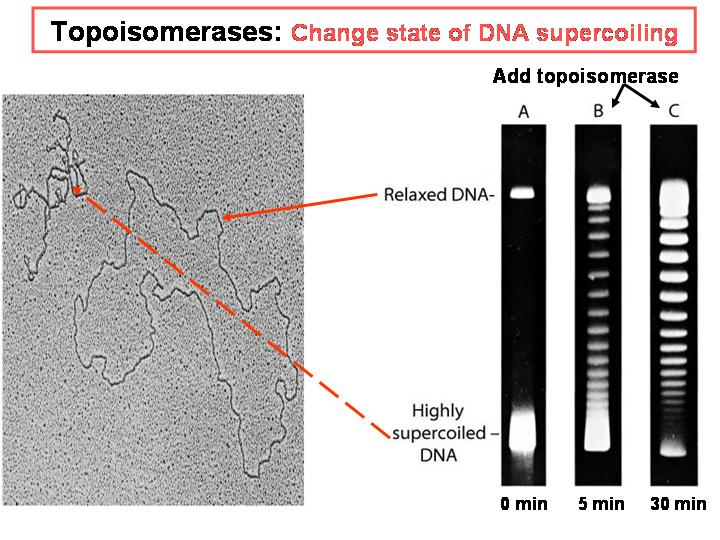 Topoisomerases: Change state of DNA supercoiling
Add topoisomerase
A B C
Relaxed DNA-
Highly
supercoiled –
DNA
0 min 5 min 30 min